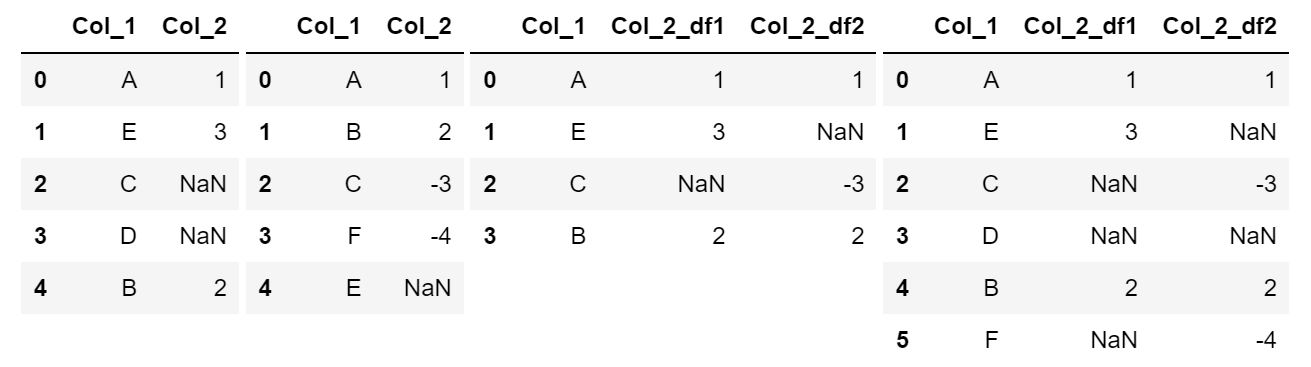 Col_1 Col_2 Col_1 Col_2 Col_1 Col_2_df1 Col_2_df2 Col_1 Col_2_df1 Col_2_df2
0 A 1 0 A 1 0 A 1 1 0 A 1 1
1 E 3 1 B 2 1 E 3 NaN 1 E 3 NaN
2 C NaN 2 C -3 2 C NaN -3 2 C NaN -3
3 D NaN 3 F -4 3 B 2 2 3 D NaN NaN
4 B 2 4 E NaN 4 B 2 2
5 F NaN -4